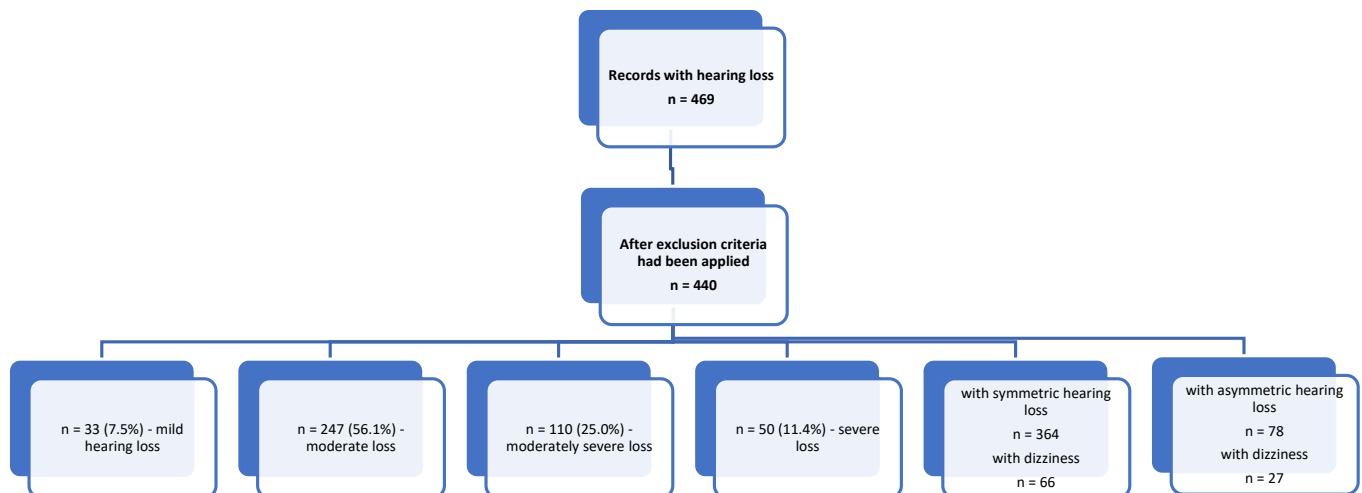 Records with hearing loss
n = 469
After exclusion criteria
had been applied
n = 440
n = 33 (7.5%) - mild
hearing loss
n = 247 (56.1%) -
moderate loss
n = 110 (25.0%) -
moderately severe loss
n = 50 (11.4%) - severe
loss
with symmetric hearing
loss
n = 364
with dizziness
n = 66
with asymmetric hearing
loss
n = 78
with dizziness
n = 27